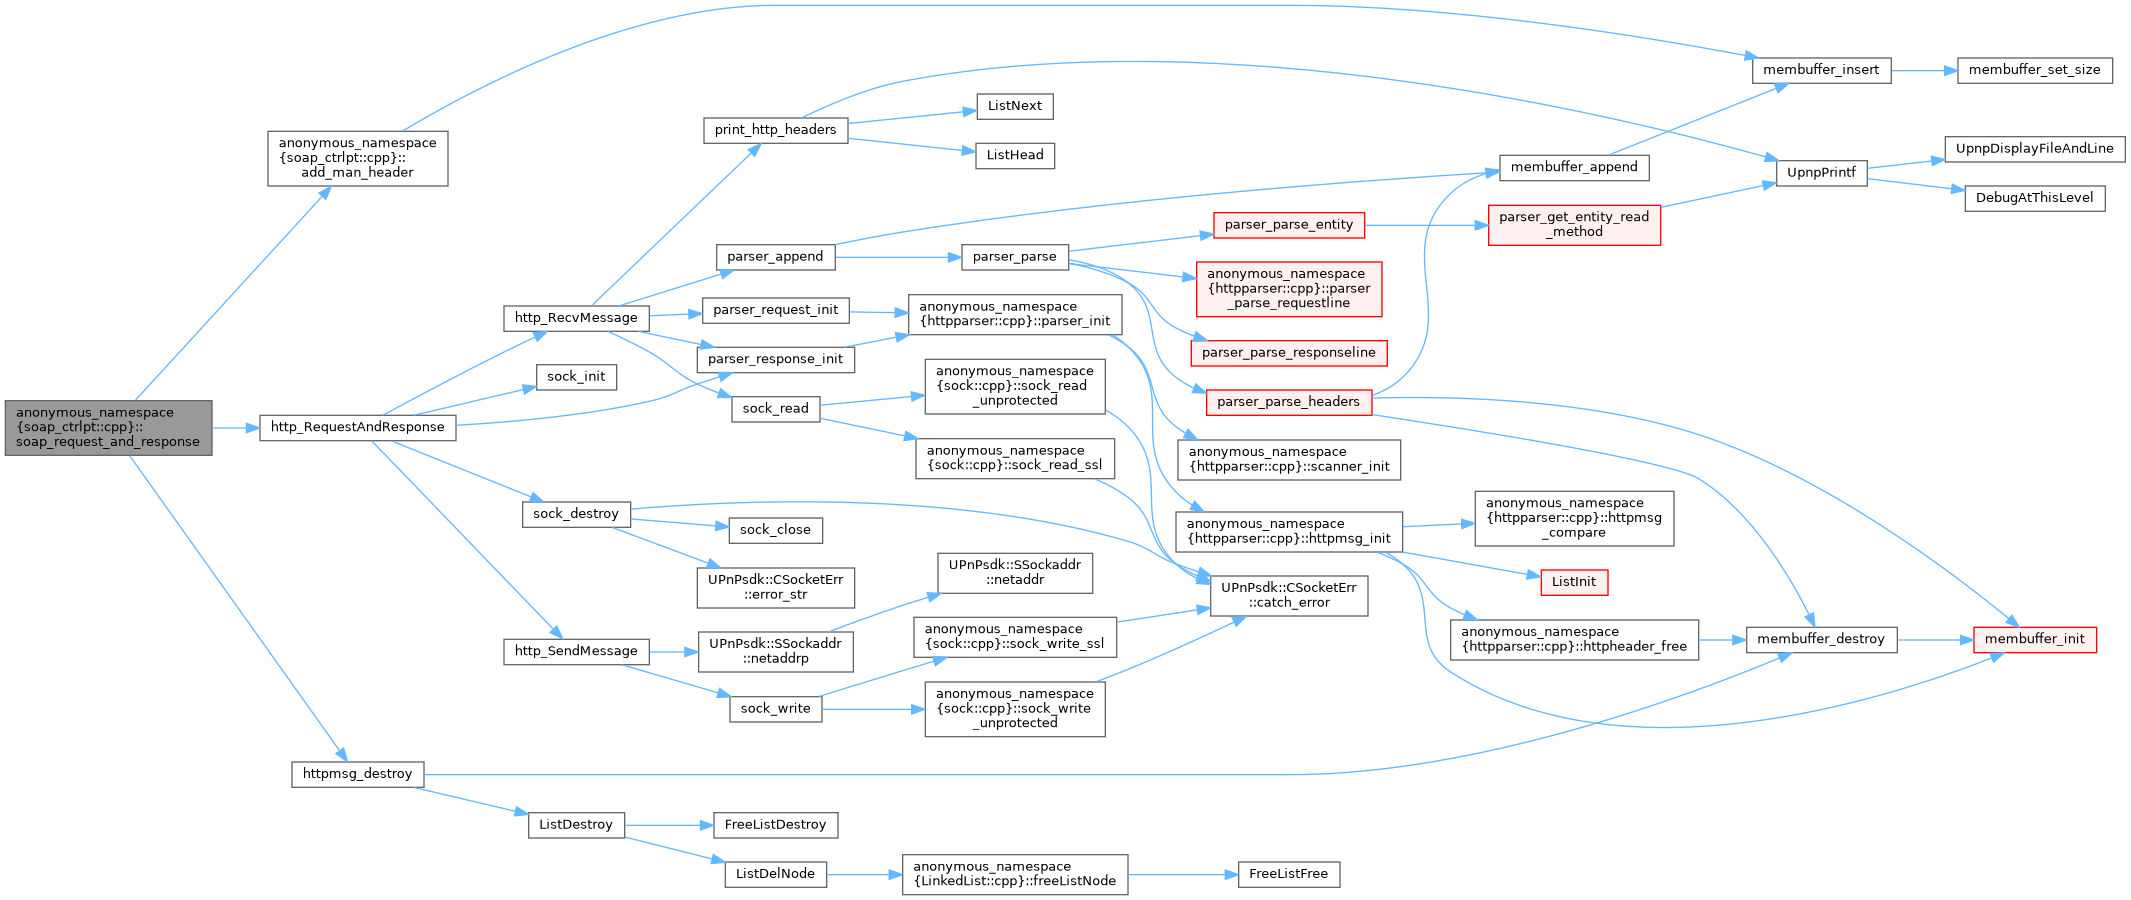 anonymous_namespace
{soap_ctrlpt::cpp}::
soap_request_and_response
anonymous_namespace
{soap_ctrlpt::cpp}::
add_man_header
http_RequestAndResponse
httpmsg_destroy
http_RecvMessage
sock_init
sock_destroy
http_SendMessage
ListDestroy
print_http_headers
parser_append
parser_request_init
parser_response_init
sock_read
sock_close
UPnPsdk::CSocketErr
::error_str
UPnPsdk::SSockaddr
::netaddrp
sock_write
FreeListDestroy
ListDelNode
ListNext
ListHead
parser_parse
anonymous_namespace
{httpparser::cpp}::parser_init
anonymous_namespace
{sock::cpp}::sock_read
_unprotected
anonymous_namespace
{sock::cpp}::sock_read_ssl
UPnPsdk::SSockaddr
::netaddr
anonymous_namespace
{sock::cpp}::sock_write_ssl
anonymous_namespace
{sock::cpp}::sock_write
_unprotected
anonymous_namespace
{LinkedList::cpp}::freeListNode
parser_parse_entity
anonymous_namespace
{httpparser::cpp}::parser
_parse_requestline
parser_parse_responseline
parser_parse_headers
anonymous_namespace
{httpparser::cpp}::scanner_init
anonymous_namespace
{httpparser::cpp}::httpmsg_init
UPnPsdk::CSocketErr
::catch_error
FreeListFree
membuffer_append
parser_get_entity_read
_method
anonymous_namespace
{httpparser::cpp}::httpmsg
_compare
ListInit
anonymous_namespace
{httpparser::cpp}::httpheader_free
membuffer_insert
UpnpPrintf
membuffer_destroy
membuffer_set_size
UpnpDisplayFileAndLine
DebugAtThisLevel
membuffer_init